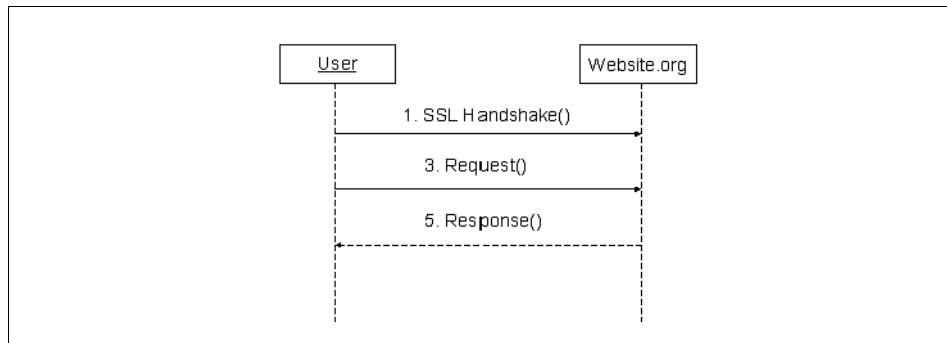 User
Website.org
1. SSL Handshake()
3. Request()
5. Response()